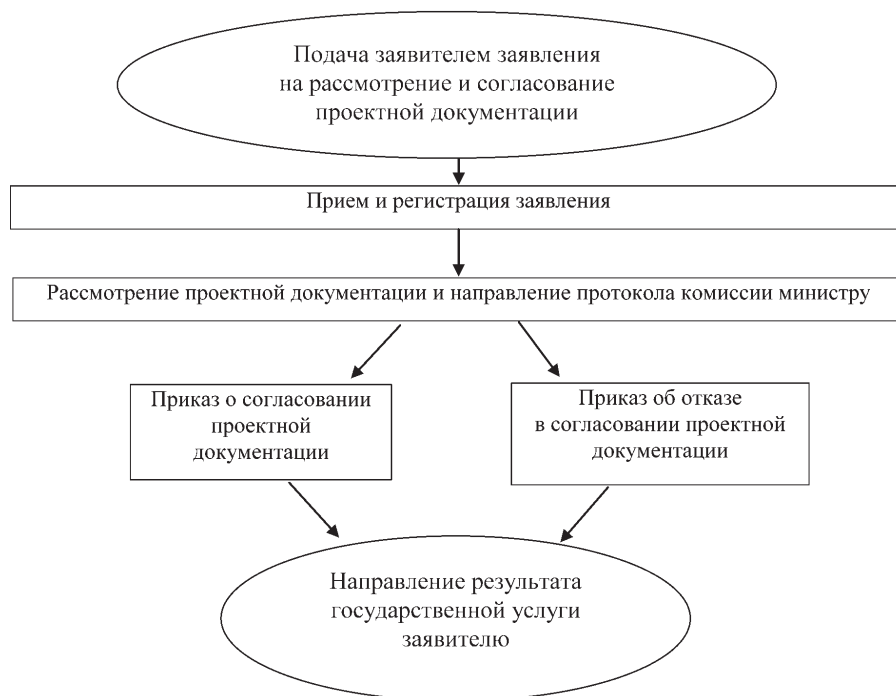 Подача заявителем заявления
на рассмотрение и согласование
проектной документации
Прием и регистрация заявления
Рассмотрение проектной документации и направление протокола комиссии министру
Приказ о согласовании
проектной
документации
Приказ об отказе
в согласовании проектной
документации
Направление результата
государственной услуги
заявителю